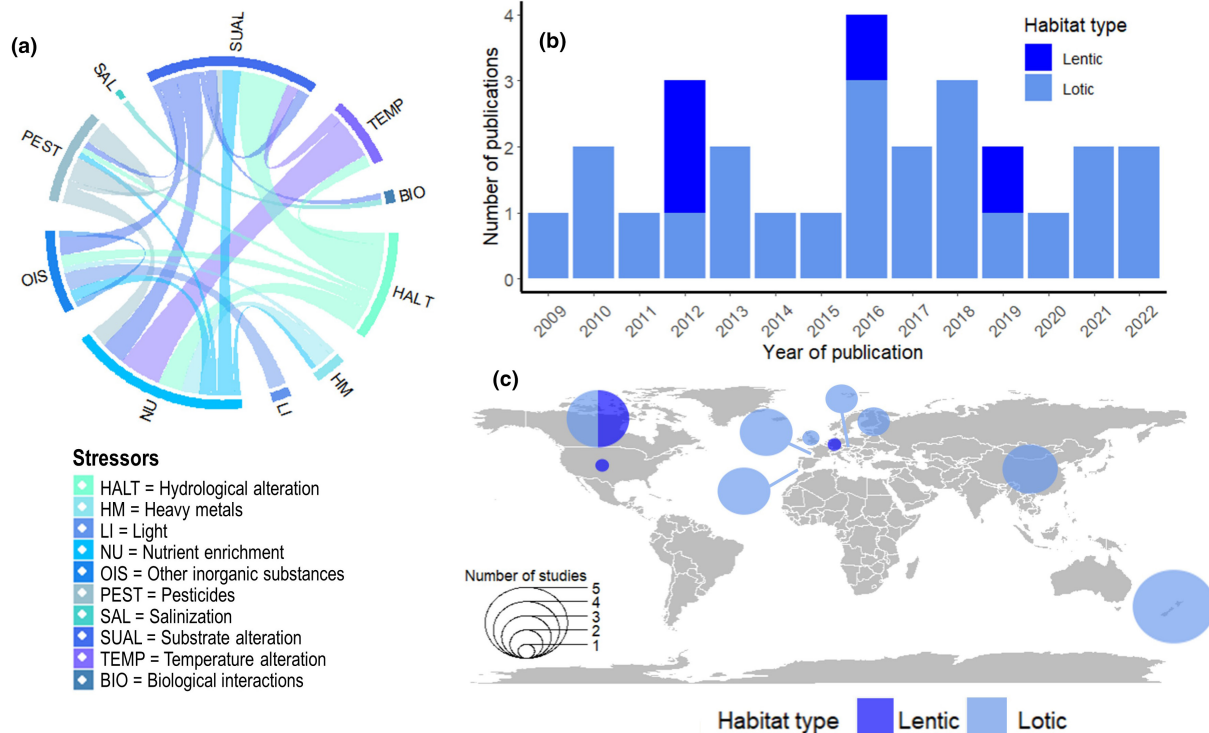 (a)
SUAL
SAL
TEMP
PEST
BIO
OIS
HALT
NU
LI
HM
Stressors
HALT = Hydrological alteration
HM = Heavy metals
LI = Light
NU = Nutrient enrichment
OIS = Other inorganic substances
PEST = Pesticides
SAL = Salinization
SUAL = Substrate alteration
TEMP = Temperature alteration
BIO = Biological interactions
(b)
Number of publications
4
3
2
1
0
Habitat type
Lentic
Lotic
2009
2010
2011
2012
2013
2014
2015
2016
2017
2018
2019
2020
2021
2022
Year of publication
(c)
Number of studies
5
4
3
2
1
Habitat type Lentic Lotic